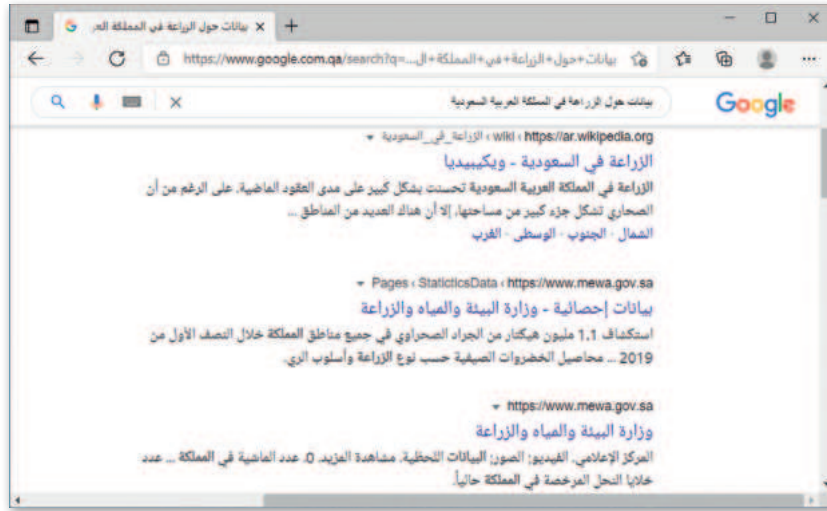 بيانات حول الزراعة في المملكة العر
https://www.google.com.qa/search?q=...بيانات+حول+الزراعة+في+المملكة+ال
Google
بيانات حول الزراعة في المملكة العربية السعودية
https://ar.wikipedia.org › wiki › الزراعة_في_السعودية
الزراعة في السعودية - ويكيبيديا
الزراعة في المملكة العربية السعودية تحسنت بشكل كبير على مدى العقود الماضية. على الرغم من أن
الصحاري تشكل جزء كبير من مساحتها، إلا أن هناك العديد من المناطق ...
الشمال · الجنوب · الوسطى · الغرب
https://www.mewa.gov.sa › StaticticsData › Pages
بيانات إحصائية - وزارة البيئة والمياه والزراعة
استكشاف 1,1 مليون هيكتار من الجراد الصحراوي في جميع مناطق المملكة خلال النصف الأول من
2019 ... محاصيل الخضروات الصيفية حسب نوع الزراعة وأسلوب الري.
https://www.mewa.gov.sa
وزارة البيئة والمياه والزراعة
المركز الإعلامي. الفيديو; الصور; البيانات اللحظية. مشاهدة المزيد. 0. عدد الماشية في المملكة ... عدد
خلايا النحل المرخصة في المملكة حالياً.